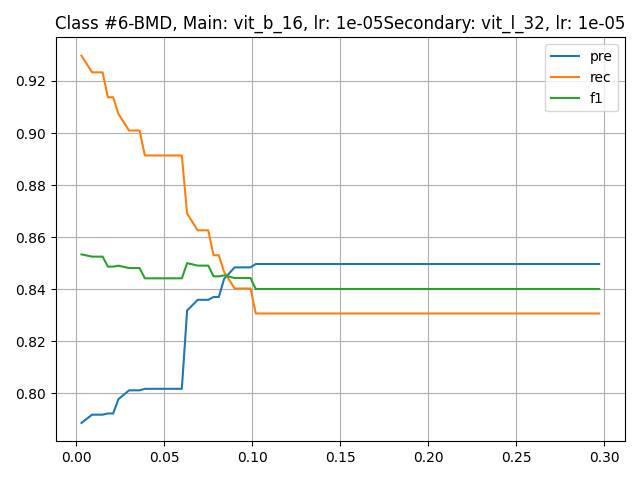 Class #6-BMD, Main: vit_b_16, lr: 1e-05Secondary: vit_l_32, lr: 1e-05
pre
rec
f1
0.92
0.90
0.88
0.86
0.84
0.82
0.80
0.00 0.05 0.10 0.15 0.20 0.25 0.30